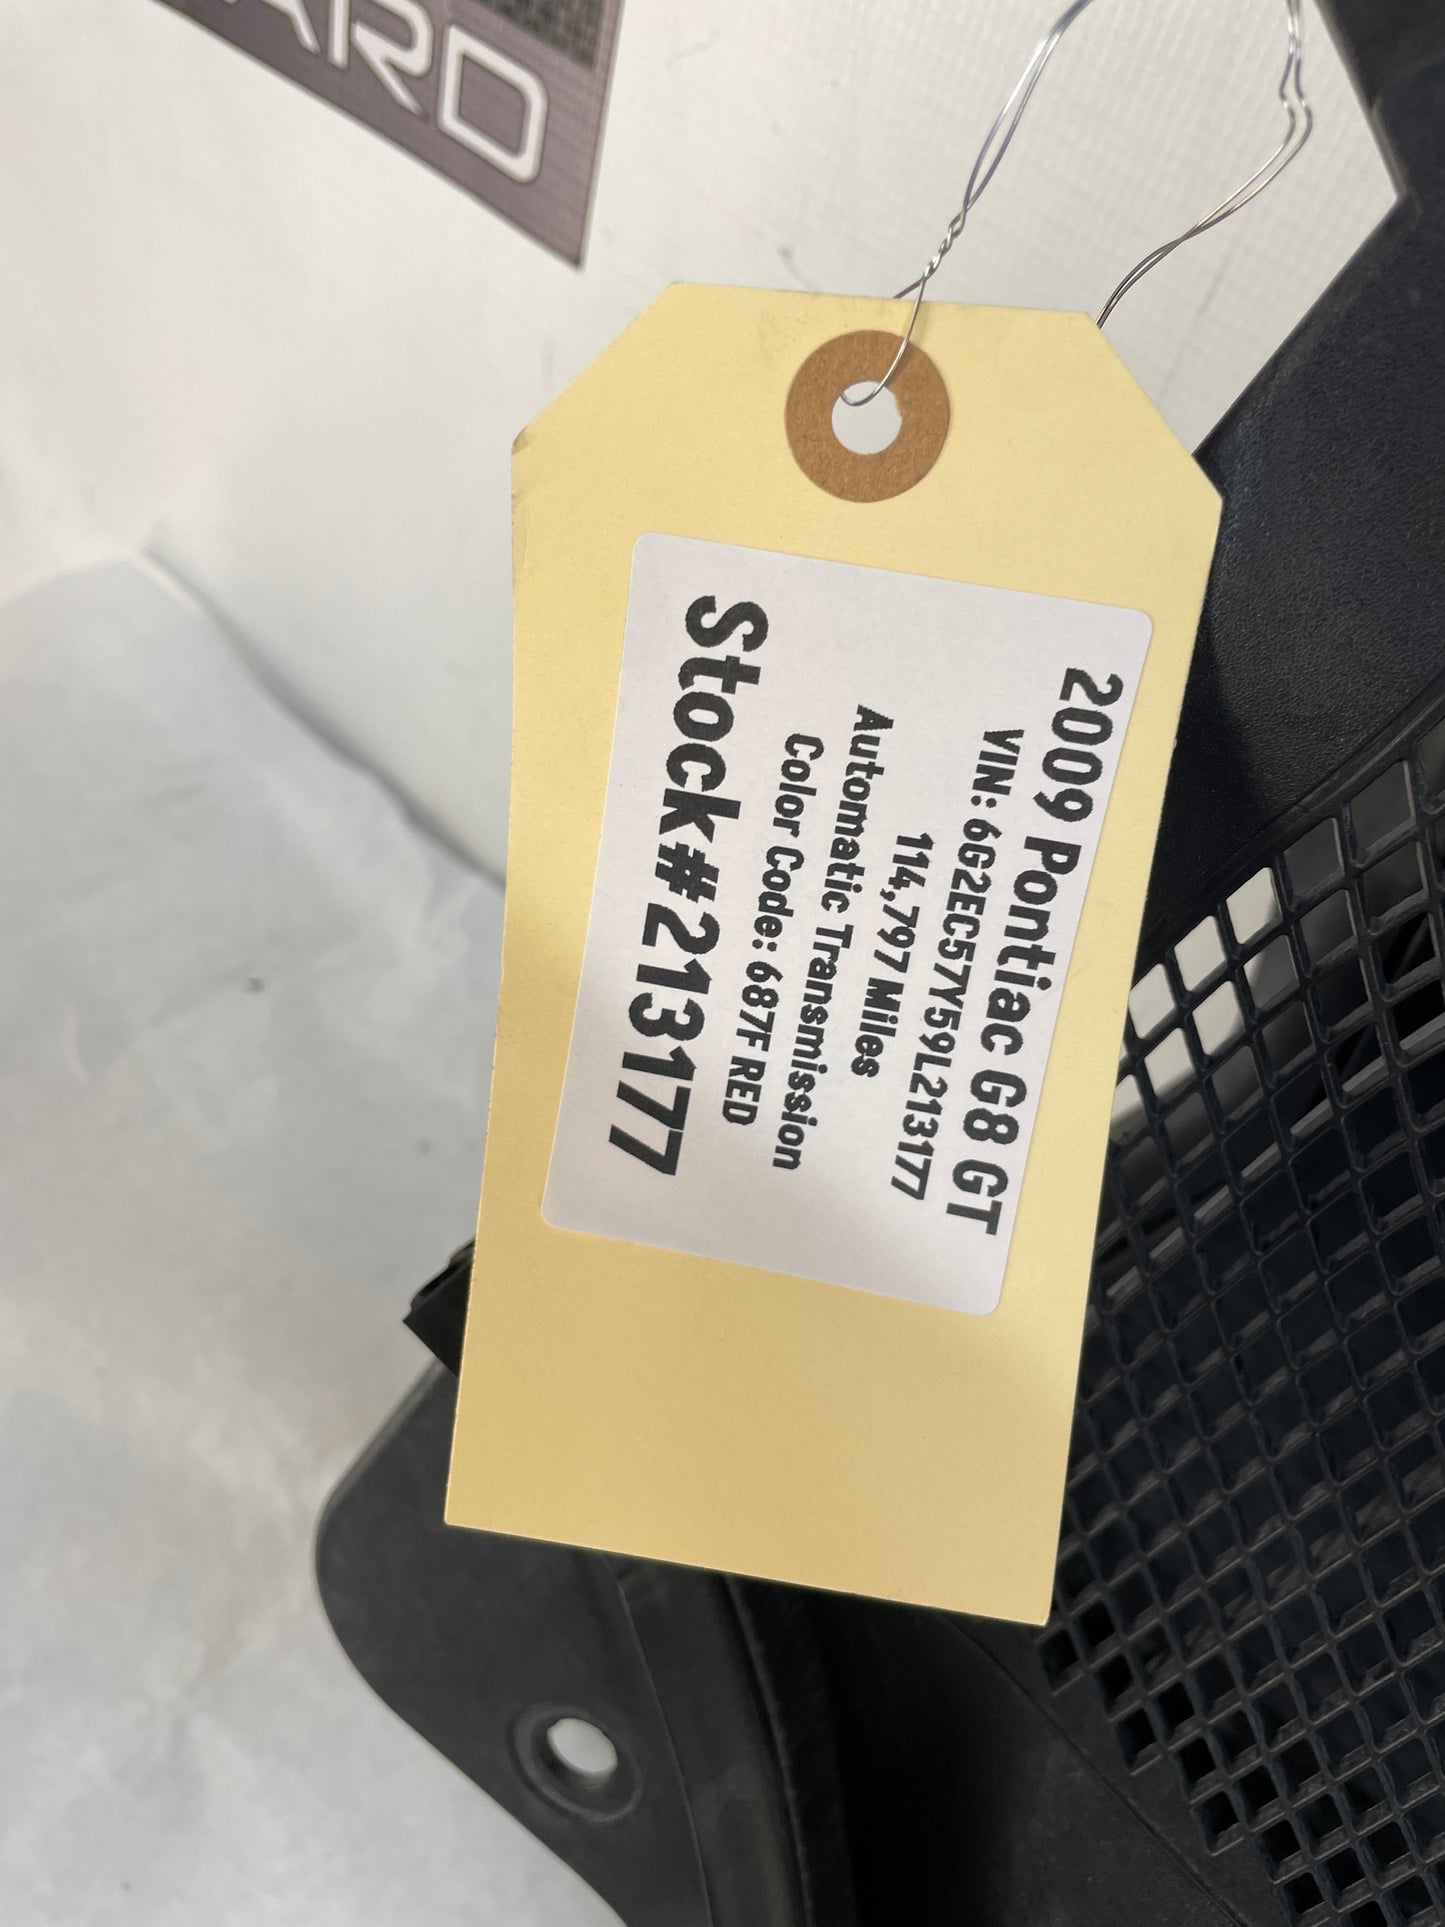 ARD
2009 Pontiac G8 GT
VIN: 6G2EC57Y59L213177
114,797 Miles
Automatic Transmission
Color Code: 687F RED
Stock#213177